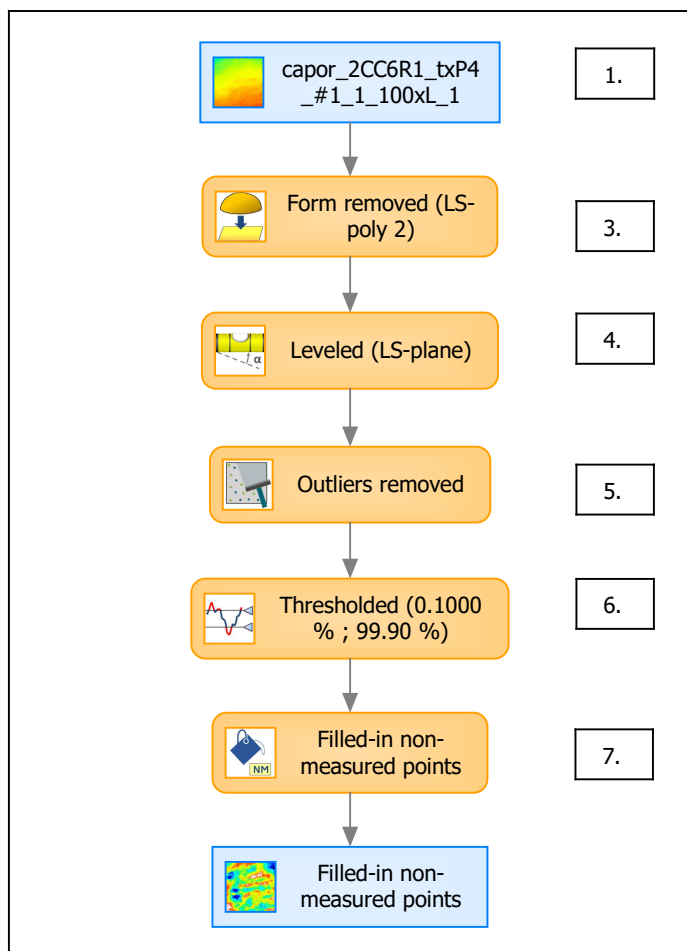 capor_2CC6R1_txP4
_#1_1_100xL_1
1.
Form removed (LS-
poly 2)
3.
α
Leveled (LS-plane)
4.
Outliers removed
5.
Thresholded (0.1000
% ; 99.90 %)
6.
NM
Filled-in non-
measured points
7.
Filled-in non-
measured points